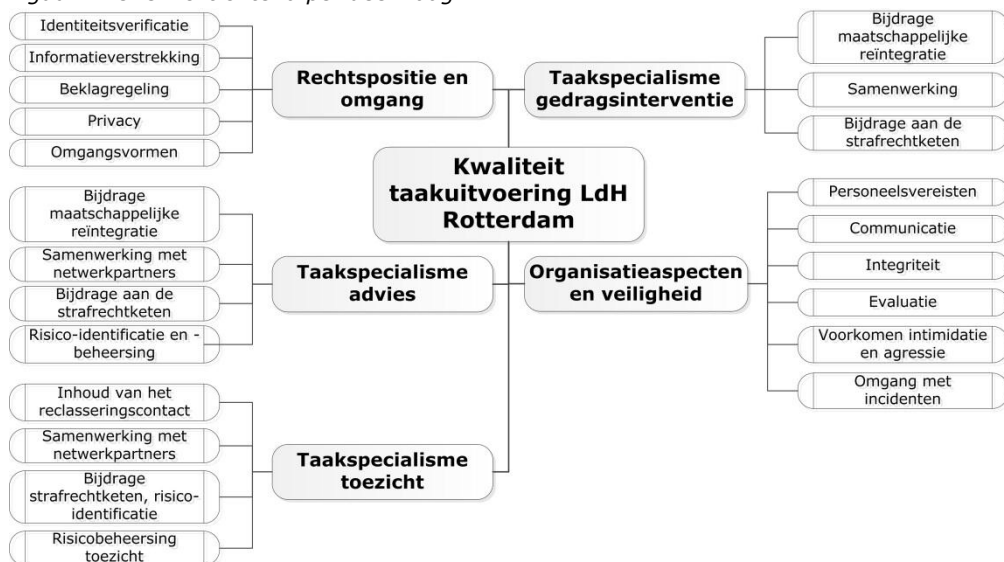 Identiteitsverificatie
Informatieverstrekking
Beklagregeling
Privacy
Omgangsvormen
Rechtspositie en
omgang
Taakspecialisme
gedragsinterventie
Bijdrage
maatschappelijke
reïntegratie
Samenwerking
Bijdrage aan de
strafrechtketen
Kwaliteit
taakuitvoering LdH
Rotterdam
Bijdrage
maatschappelijke
reïntegratie
Samenwerking met
netwerkpartners
Bijdrage aan de
strafrechtketen
Risico-identificatie en -
beheersing
Taakspecialisme
advies
Organisatieaspecten
en veiligheid
Personeelsvereisten
Communicatie
Integriteit
Evaluatie
Voorkomen intimidatie
en agressie
Omgang met
incidenten
Inhoud van het
reclasseringscontact
Samenwerking met
netwerkpartners
Bijdrage
strafrechtketen, risico-
identificatie
Risicobeheersing
toezicht
Taakspecialisme
toezicht